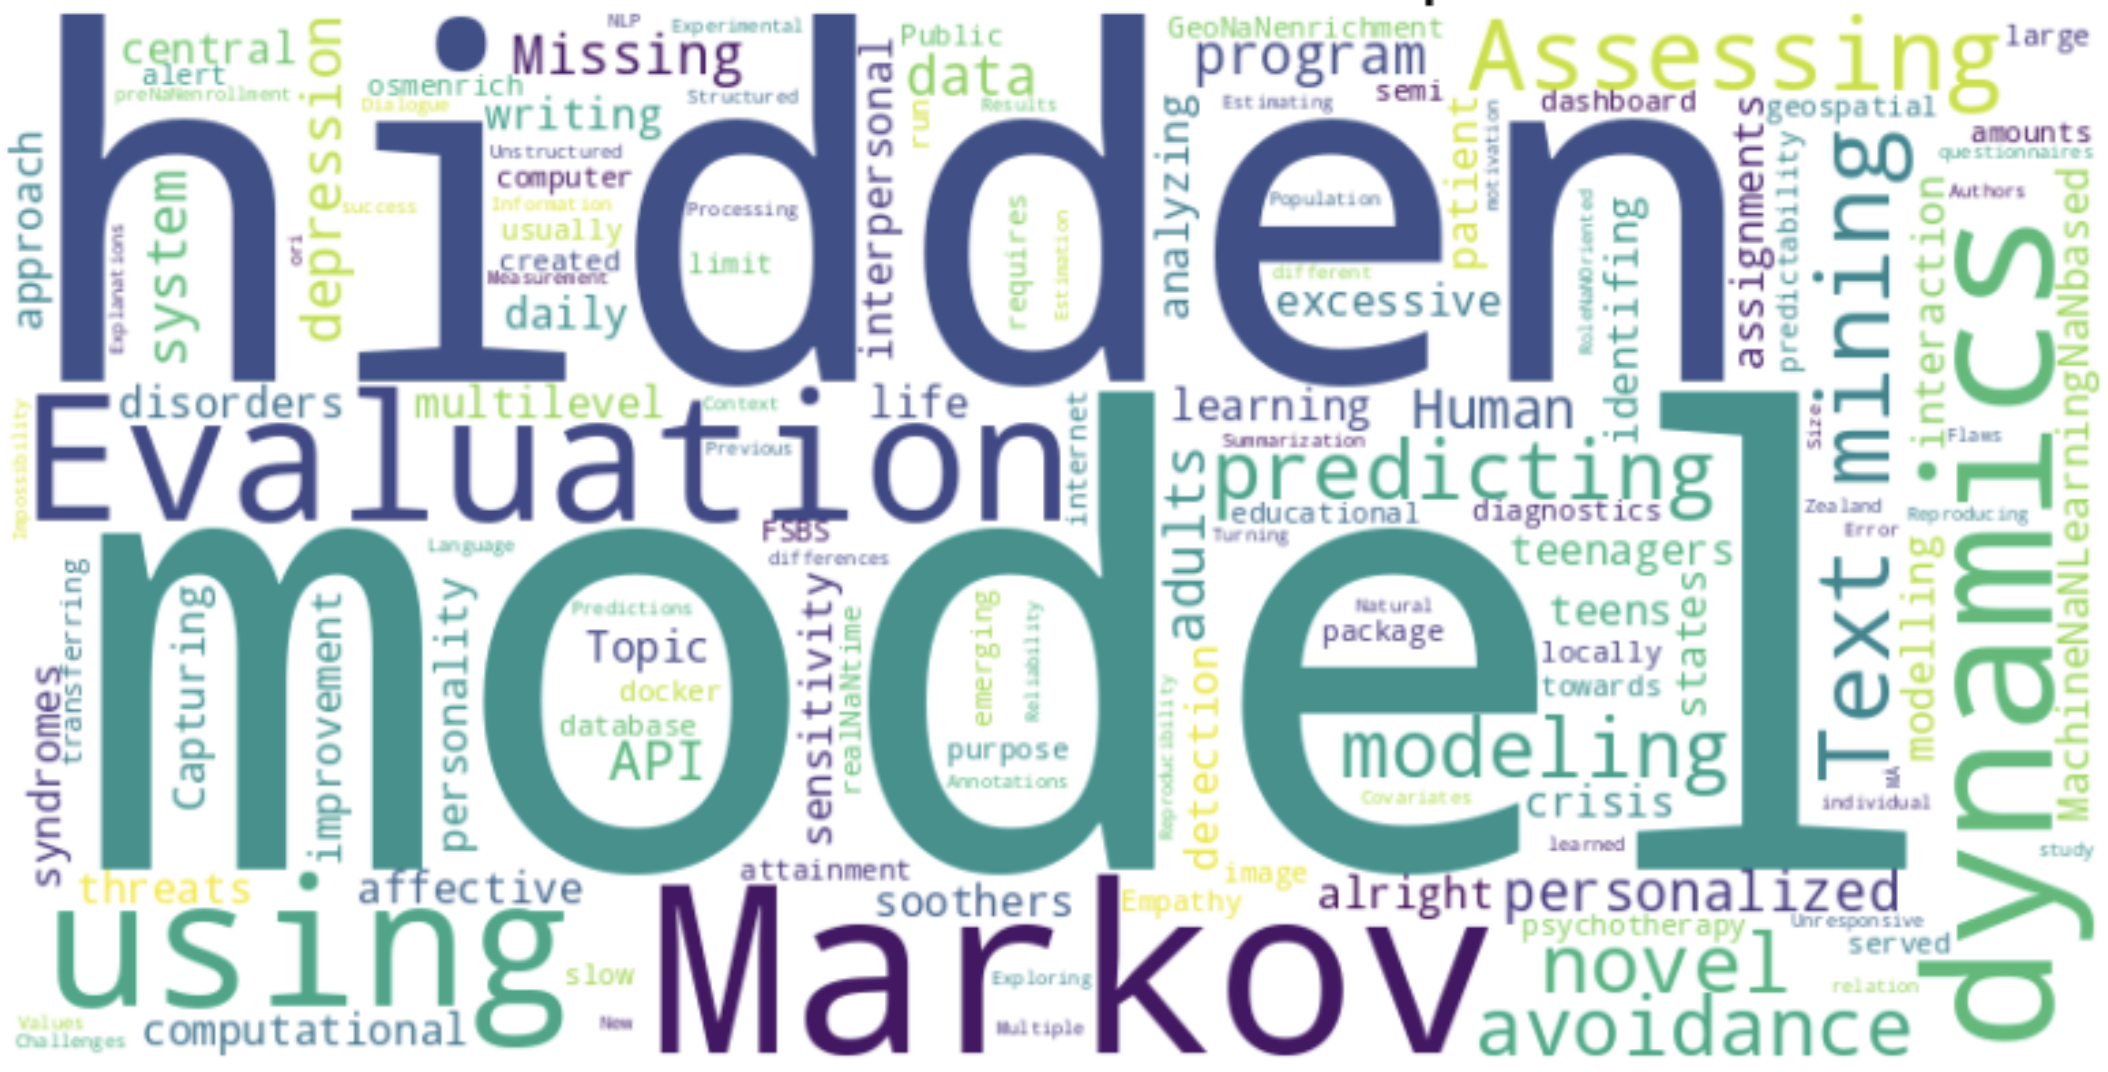 hidden
model
Markov
Evaluation
using
dynamics
Text mining
Assessing
predicting
modeling
novel
avoidance
Missing
central
alert
preNaNenrollment
depression
osmenrich
Dialogue
writing
NLP
Experimental
Structured
interpersonal
Public
data
run
Results
GeoNaNenrichment
program
Estimating
semi
patient
motivation
dashboard
large
geospatial
amounts
questionnaires
Authors
approach
Explanations
system
ori
success
Unstructured
computer
Information
usually
created
Measurement
daily
Processing
limit
requires
Estimation
analyzing
Population
different
excessive
RoleNaNOriented
identifing
assignments
predictability
interaction
MachineNaNLearningNaNbased
Impossibility
disorders
multilevel
Context
Previous
life
internet
learning
Summarization
Human
educational
diagnostics
Turning
teenagers
Size
Flaws
Zealand
Error
Reproducing
adults
FSBS
differences
Language
transferring
syndromes
Capturing
improvement
personality
Predictions
Topic
docker
database
API
sensitivity
realNaNtime
emerging
Reliability
purpose
Annotations
Reproducibility
detection
Natural
package
teens
locally
towards
states
modelling
MA
individual
Covariates
crisis
learned
study
threats
affective
attainment
soothers
Empathy
image
alright
personalized
psychotherapy
Unresponsive
served
relation
slow
New
Exploring
Multiple
Values
Challenges
computational